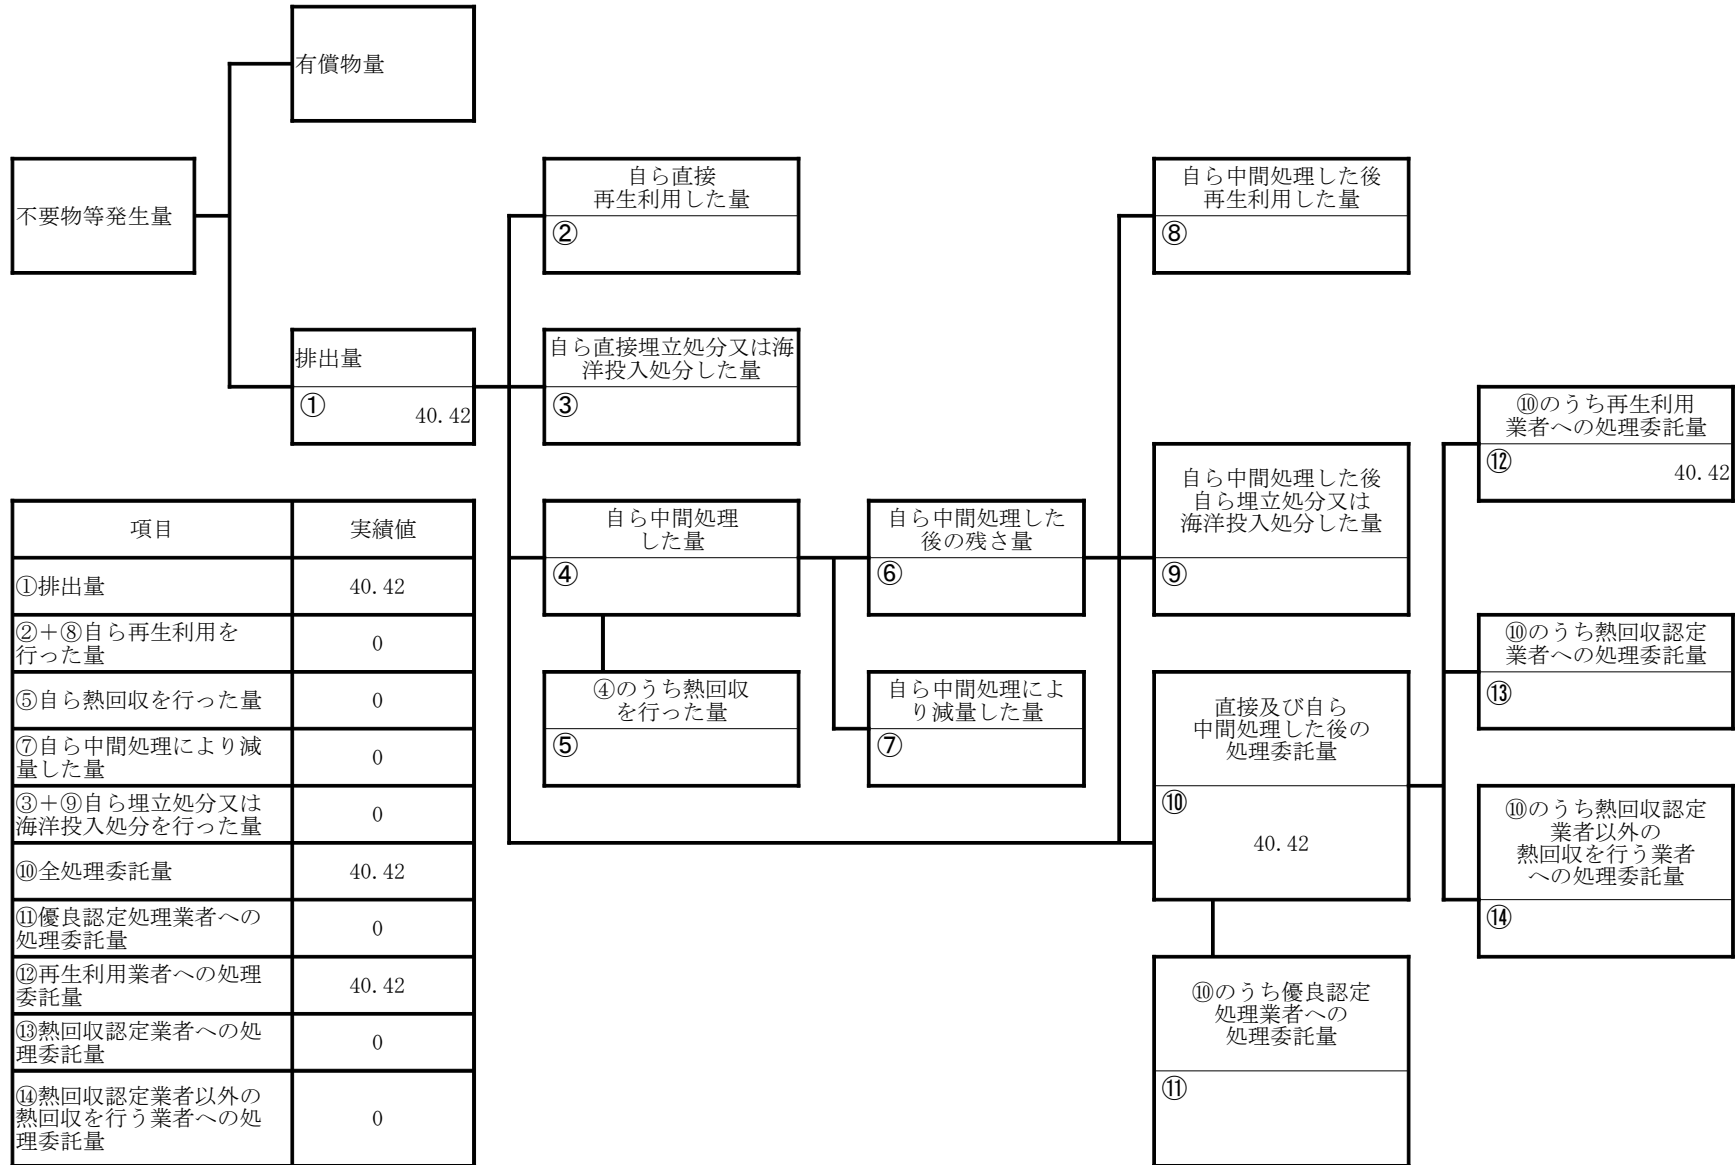 有償物量
不要物等発生量
自ら直接
再生利用した量
②
自ら中間処理した後
再生利用した量
⑧
排出量
①
40.42
自ら直接埋立処分又は海
洋投入処分した量
③
⑩のうち再生利用
業者への処理委託量
⑫
40.42
自ら中間処理
した量
④
自ら中間処理した
後の残さ量
⑥
自ら中間処理した後
自ら埋立処分又は
海洋投入処分した量
⑨
④のうち熱回収
を行った量
⑤
自ら中間処理によ
り減量した量
⑦
直接及び自ら
中間処理した後の
処理委託量
⑩
40.42
⑩のうち熱回収認定
業者への処理委託量
⑬
⑩のうち熱回収認定
業者以外の
熱回収を行う業者
への処理委託量
⑭
⑩のうち優良認定
処理業者への
処理委託量
⑪
項目 実績値
①排出量 40.42
②+⑧自ら再生利用を
行った量
0
⑤自ら熱回収を行った量 0
⑦自ら中間処理により減
量した量
0
③+⑨自ら埋立処分又は
海洋投入処分を行った量
0
⑩全処理委託量 40.42
⑪優良認定処理業者への
処理委託量
0
⑫再生利用業者への処理
委託量
40.42
⑬熱回収認定業者への処
理委託量
0
⑭熱回収認定業者以外の
熱回収を行う業者への処
理委託量
0